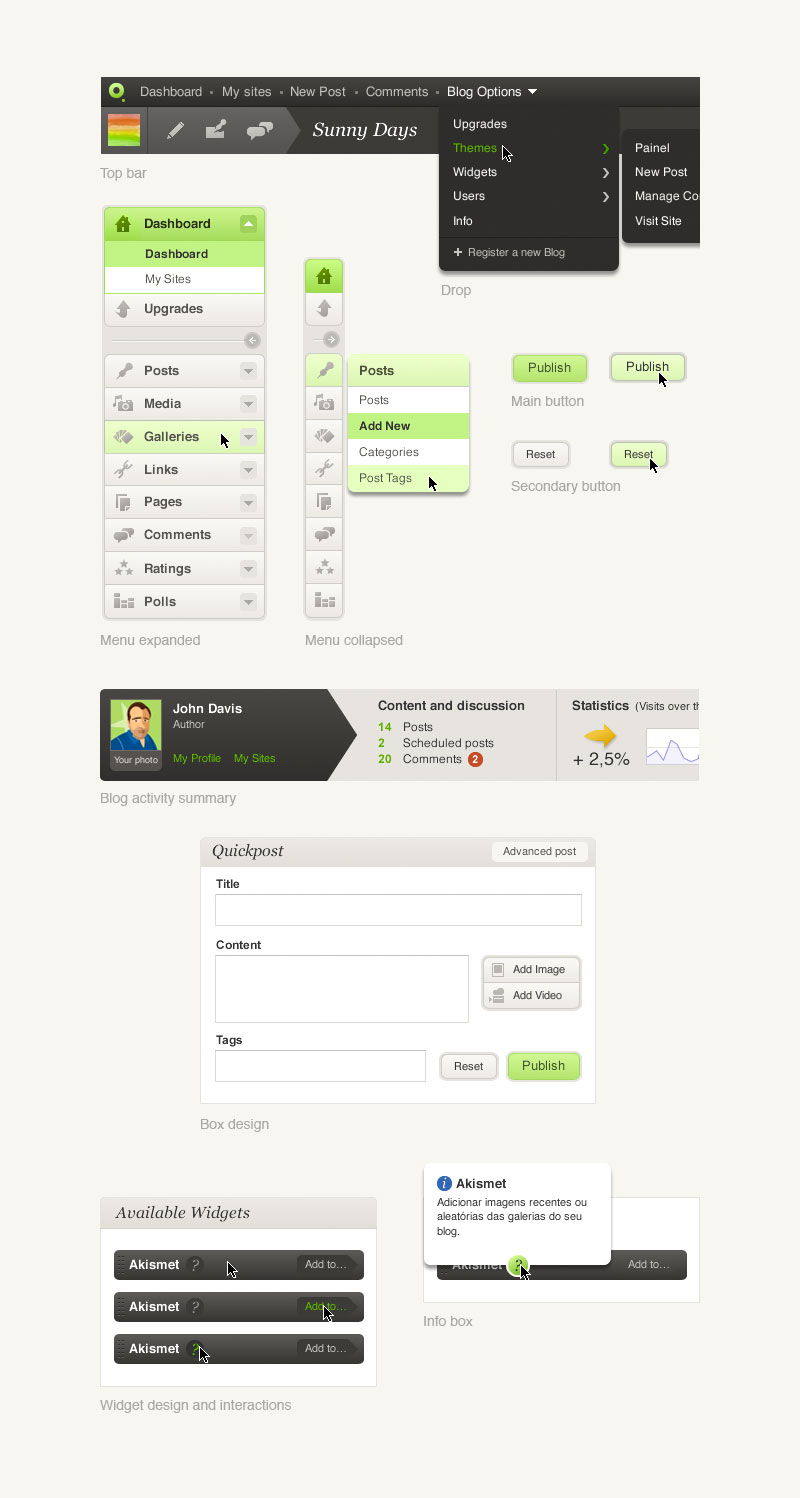 Dashboard • My sites • New Post • Comments • Blog Options
Sunny Days
Upgrades
Themes
Widgets
Users
Info
+ Register a new Blog
Painel
New Post
Manage Co
Visit Site
Top bar
Drop
Dashboard
Dashboard
My Sites
Upgrades
Posts
Media
Galleries
Links
Pages
Comments
Ratings
Polls
Menu expanded
Posts
Posts
Add New
Categories
Post Tags
Menu collapsed
Publish
Publish
Main button
Reset
Reset
Secondary button
John Davis
Author
Your photo
My Profile My Sites
Content and discussion
14 Posts
2 Scheduled posts
20 Comments 2
Statistics (Visits over th
+ 2,5%
Blog activity summary
Quickpost
Advanced post
Title
Content
Add Image
Add Video
Tags
Reset
Publish
Box design
Available Widgets
Akismet ? Add to...
Akismet ? Add to...
Akismet ? Add to...
Widget design and interactions
i Akismet
Adicionar imagens recentes ou
aleatórias das galerias do seu
blog.
Akismet ? Add to...
Info box